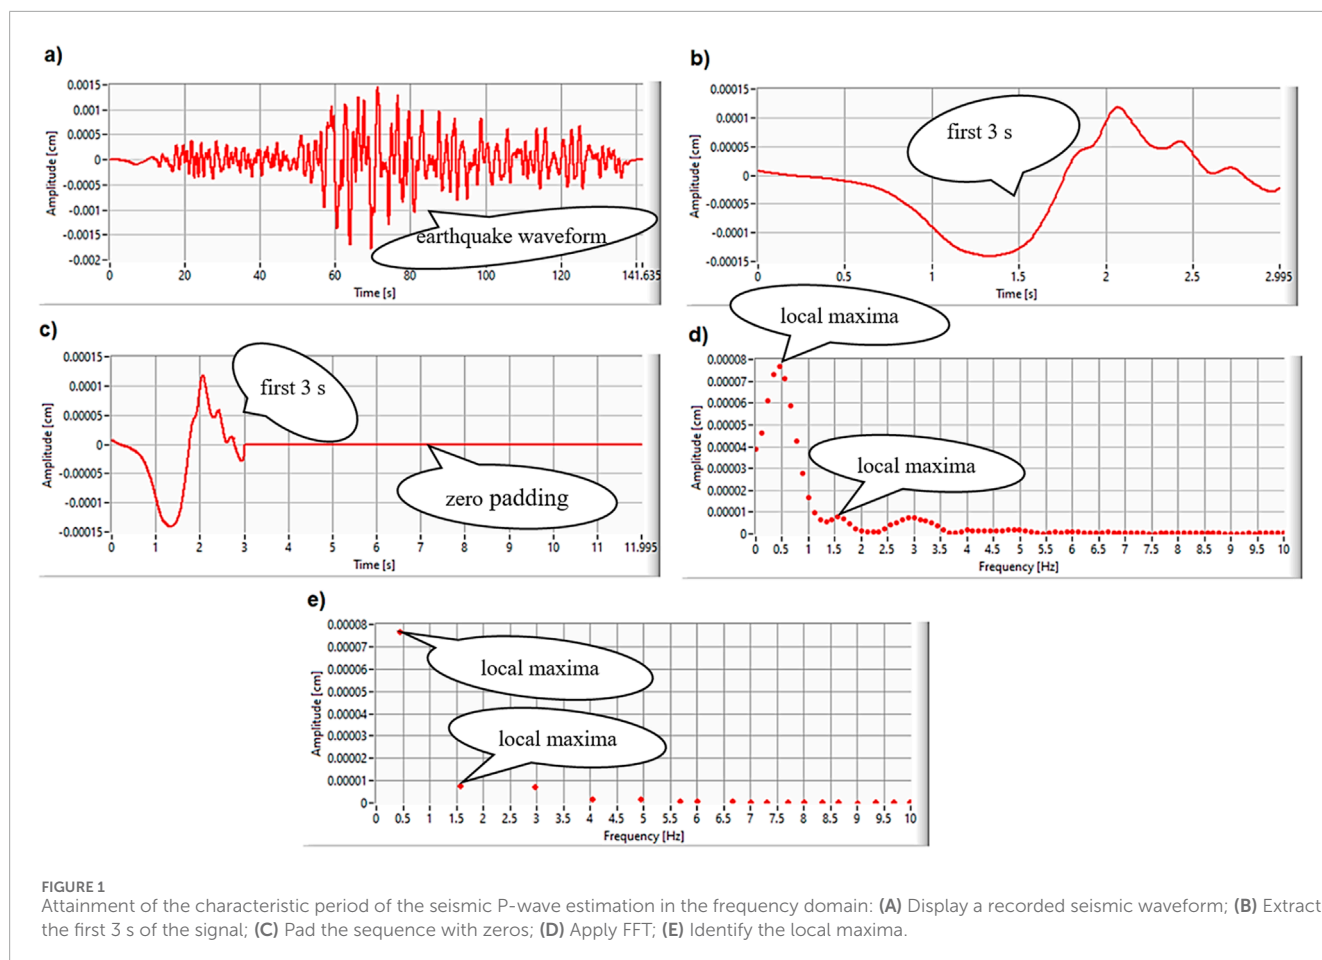 a)
0.0015
0.001
0.0005
0
-0.0005
-0.001
-0.0015
-0.002
Amplitude [cm]
earthquake waveform
0 20 40 60 80 100 120 141.635
Time [s]
b)
0.00015
0.0001
0.00005
0
-0.00005
-0.0001
-0.00015
Amplitude [cm]
first 3 s
0 0.5 1 1.5 2 2.5 2.995
Time [s]
c)
0.00015
0.0001
0.00005
0
-0.00005
-0.0001
-0.00015
Amplitude [cm]
first 3 s
zero padding
0 1 2 3 4 5 6 7 8 9 10 11 11.995
Time [s]
d)
local maxima
0.00008
0.00007
0.00006
0.00005
0.00004
0.00003
0.00002
0.00001
0
Amplitude [cm]
local maxima
0 0.5 1 1.5 2 2.5 3 3.5 4 4.5 5 5.5 6 6.5 7 7.5 8 8.5 9 9.5 10
Frequency [Hz]
e)
0.00008
0.00007
0.00006
0.00005
0.00004
0.00003
0.00002
0.00001
0
Amplitude [cm]
local maxima
local maxima
0 0.5 1 1.5 2 2.5 3 3.5 4 4.5 5 5.5 6 6.5 7 7.5 8 8.5 9 9.5 10
Frequency [Hz]
FIGURE 1
Attainment of the characteristic period of the seismic P-wave estimation in the frequency domain: (A) Display a recorded seismic waveform; (B) Extract
the first 3 s of the signal; (C) Pad the sequence with zeros; (D) Apply FFT; (E) Identify the local maxima.